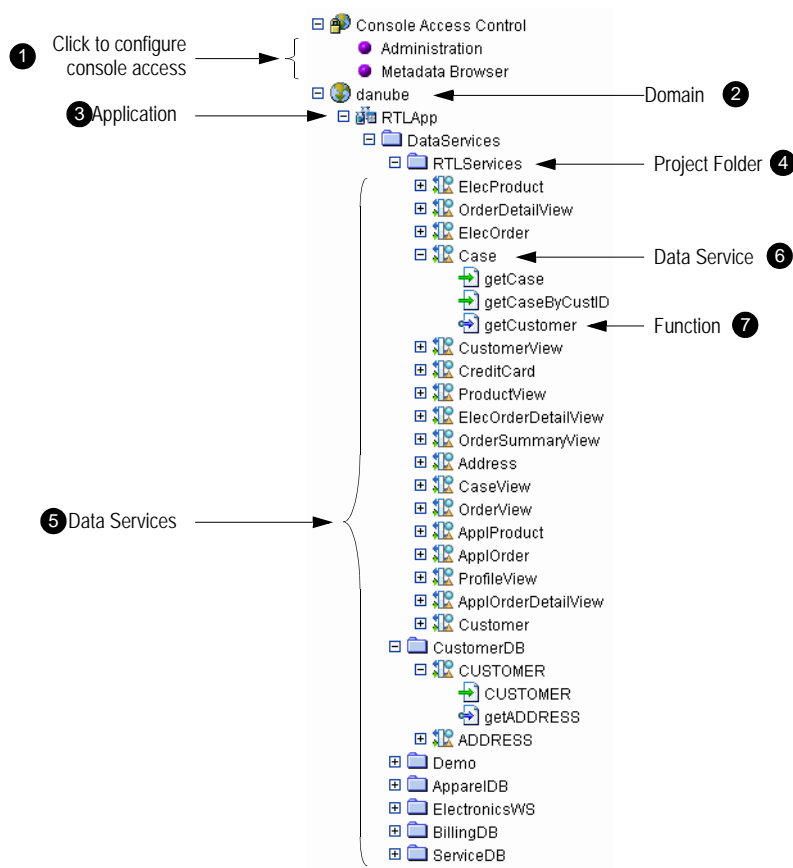 Console Access Control
1 Click to configure
console access
Administration
Metadata Browser
danube
Domain 2
3 Application
RTLApp
DataServices
RTLServices
Project Folder 4
ElecProduct
OrderDetailView
ElecOrder
Case
Data Service 6
getCase
getCaseByCustID
getCustomer
Function 7
CustomerView
CreditCard
ProductView
ElecOrderDetailView
OrderSummaryView
Address
CaseView
OrderView
5 Data Services
ApplProduct
ApplOrder
ProfileView
ApplOrderDetailView
Customer
CustomerDB
CUSTOMER
CUSTOMER
getADDRESS
ADDRESS
Demo
ApparelDB
ElectronicsWS
BillingDB
ServiceDB